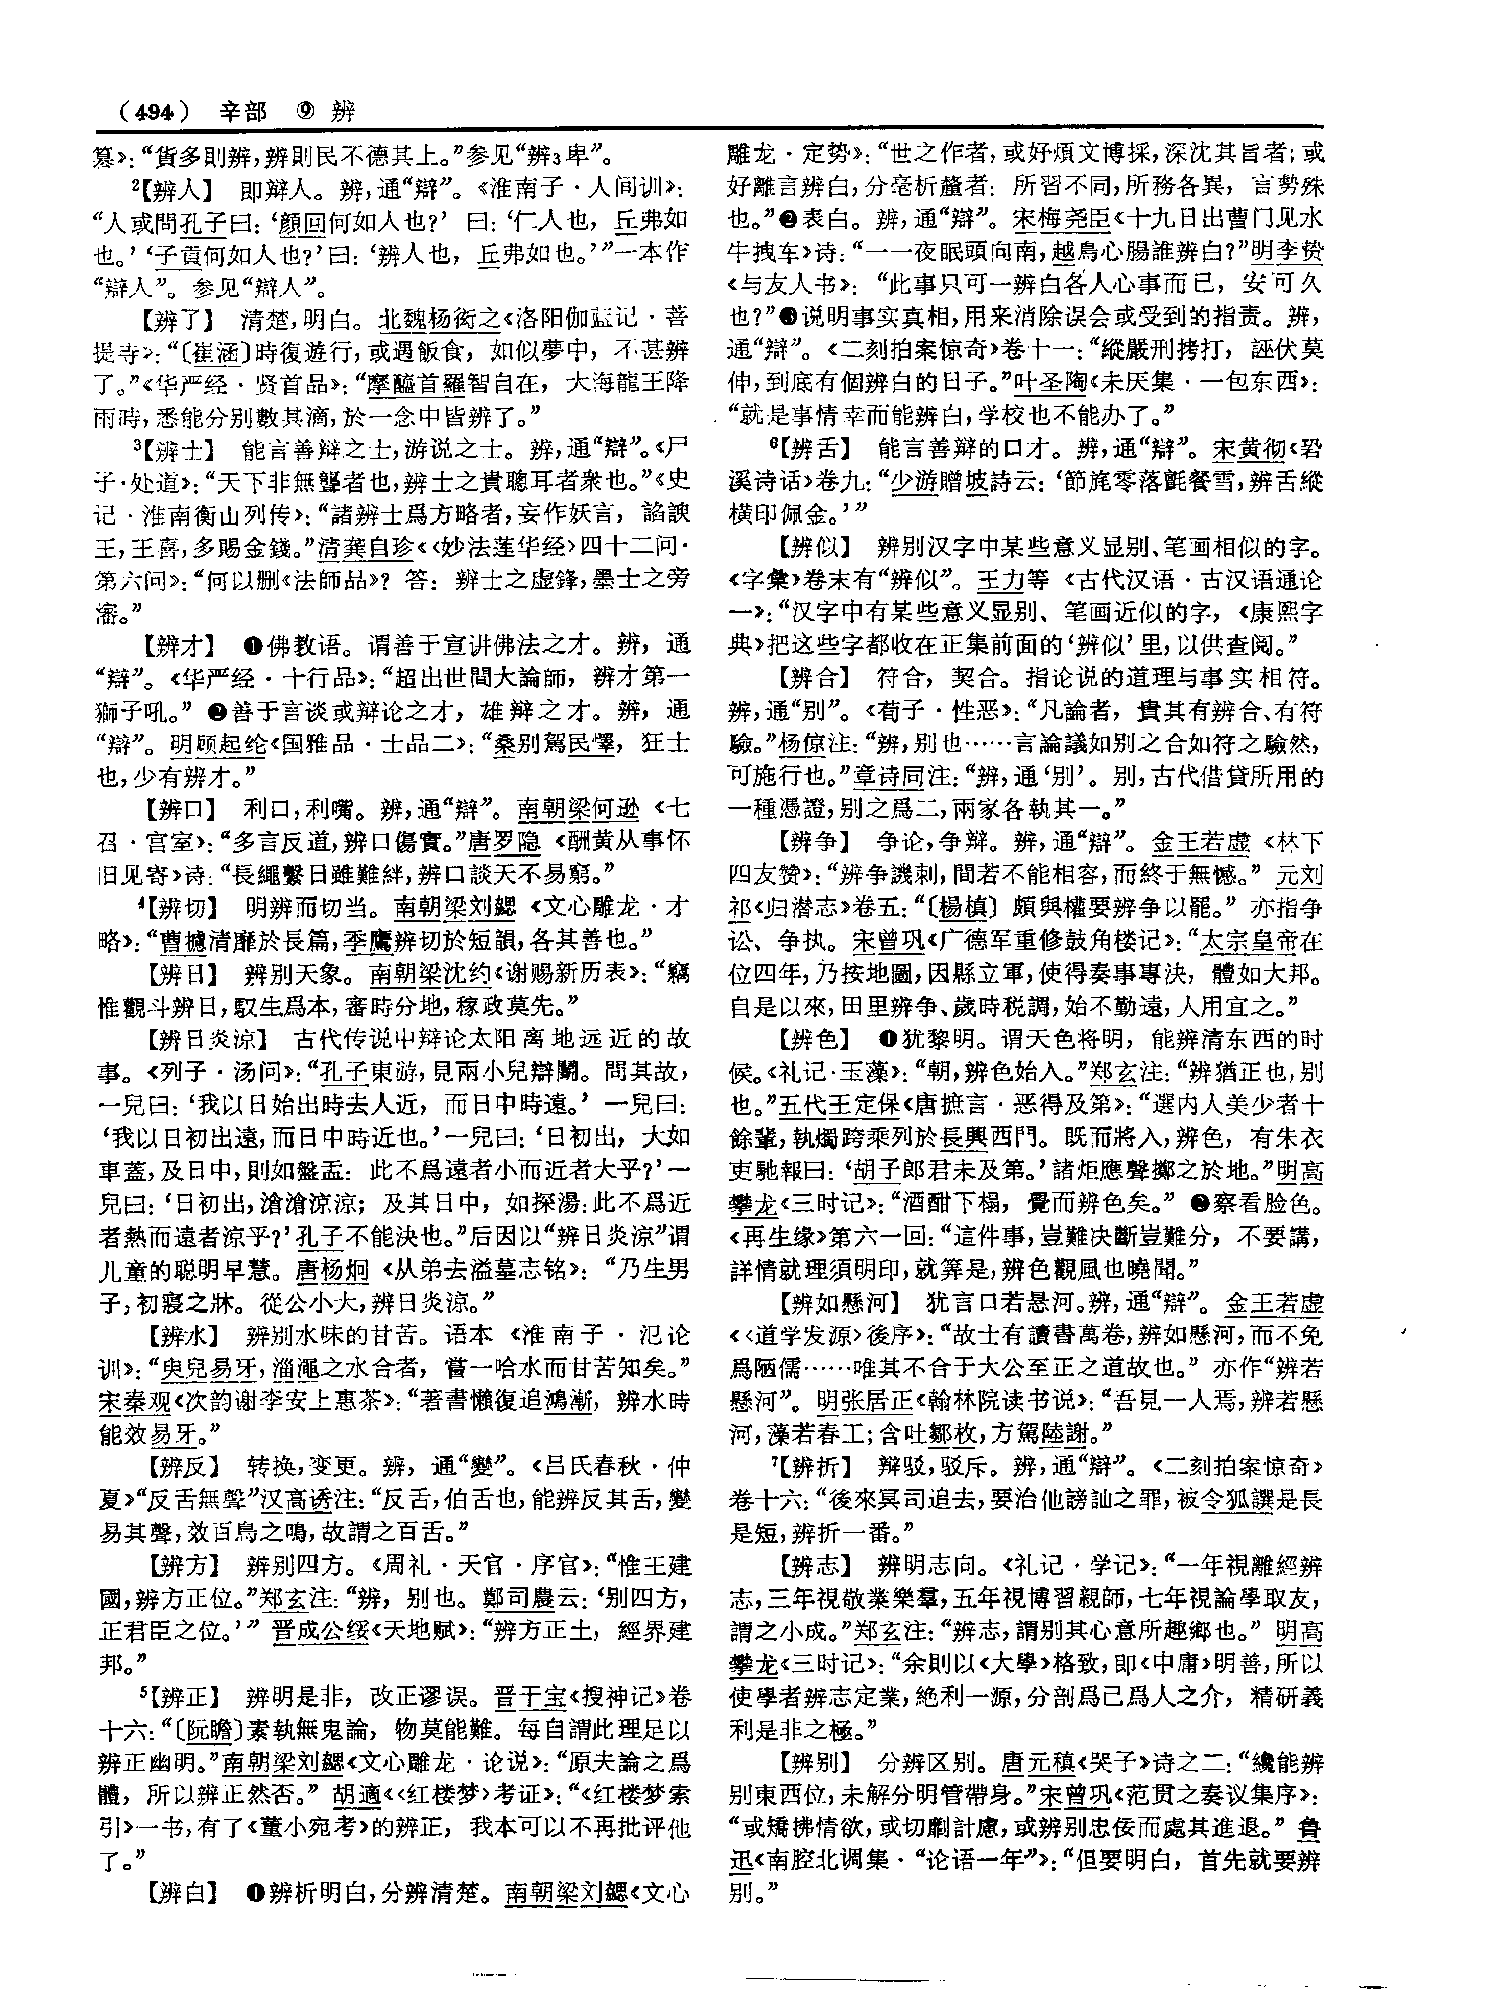 (494) 辛部 ⑨ 辨
篡》：“貨多則辨，辨則民不德其上。”参见“辨3卑”。
²【辨人】 即辯人。辨，通“辯”。《淮南子·人间训》：
“人或問孔子曰：‘顏回何如人也？’ 曰：‘仁人也，丘弗如
也。’‘子貢何如人也？’曰：‘辨人也，丘弗如也。’”一本作
“辯人”。参见“辯人”。
【辨了】 清楚，明白。北魏杨衒之《洛阳伽蓝记·菩
提寺》：“〔崔涵〕時復遊行，或遇飯食，如似夢中，不甚辨
了。”《华严经·贤首品》：“摩醯首羅智自在，大海龍王降
雨時，悉能分别數其滴，於一念中皆辨了。”
³【辨士】 能言善辯之士，游说之士。辨，通“辯”。《尸
子·处道》：“天下非無聾者也，辨士之貴聰耳者衆也。”《史
记·淮南衡山列传》：“諸辨士爲方略者，妄作妖言，諂諛
王，王喜，多賜金錢。”清龚自珍《〈妙法莲华经〉四十二问·
第六问》：“何以删《法師品》？答：辨士之虚鋒，墨士之旁
瀋。”
【辨才】 ❶佛教语。谓善于宣讲佛法之才。辨，通
“辯”。《华严经·十行品》：“超出世間大論師，辨才第一
獅子吼。” ❷善于言谈或辩论之才，雄辩之才。辨，通
“辯”。明顾起纶《国雅品·士品二》：“桑别駕民懌，狂士
也，少有辨才。”
【辨口】 利口，利嘴。辨，通“辯”。南朝梁何逊《七
召·宫室》：“多言反道，辨口傷實。”唐罗隐《酬黄从事怀
旧见寄》诗：“長繩繫日雖難絆，辨口談天不易窮。”
⁴【辨切】 明辨而切当。南朝梁刘勰《文心雕龙·才
略》：“曹攄清靡於長篇，季鷹辨切於短韻，各其善也。”
【辨日】 辨别天象。南朝梁沈约《谢赐新历表》：“竊
惟觀斗辨日，馭生爲本，審時分地，稼政莫先。”
【辨日炎凉】 古代传说中辩论太阳离地远近的故
事。《列子·汤问》：“孔子東游，見兩小兒辯鬭。問其故，
一兒曰：‘我以日始出時去人近，而日中時遠。’ 一兒曰：
‘我以日初出遠，而日中時近也。’一兒曰：‘日初出，大如
車蓋，及日中，則如盤盂：此不爲遠者小而近者大乎？’一
兒曰：‘日初出，滄滄涼涼；及其日中，如探湯：此不爲近
者熱而遠者涼乎？’孔子不能決也。”后因以“辨日炎凉”谓
儿童的聪明早慧。唐杨炯《从弟去溢墓志铭》：“乃生男
子，初寢之牀。從公小大，辨日炎涼。”
【辨水】 辨别水味的甘苦。语本《淮南子·氾论
训》：“臾兒易牙，淄澠之水合者，嘗一哈水而甘苦知矣。”
宋秦观《次韵谢李安上惠茶》：“著書懶復追鴻漸，辨水時
能效易牙。”
【辨反】 转换，变更。辨，通“變”。《吕氏春秋·仲
夏》“反舌無聲”汉高诱注：“反舌，伯舌也，能辨反其舌，變
易其聲，效百鳥之鳴，故謂之百舌。”
【辨方】 辨别四方。《周礼·天官·序官》：“惟王建
國，辨方正位。”郑玄注：“辨，别也。鄭司農云：‘别四方，
正君臣之位。’” 晋成公绥《天地赋》：“辨方正土，經界建
邦。”
⁵【辨正】 辨明是非，改正谬误。晋干宝《搜神记》卷
十六：“〔阮瞻〕素執無鬼論，物莫能難。每自謂此理足以
辨正幽明。”南朝梁刘勰《文心雕龙·论说》：“原夫論之爲
體，所以辨正然否。” 胡適《〈红楼梦〉考证》：“《红楼梦索
引》一书，有了《董小宛考》的辨正，我本可以不再批评他
了。”
【辨白】 ❶辨析明白，分辨清楚。南朝梁刘勰《文心
雕龙·定势》：“世之作者，或好煩文博採，深沈其旨者；或
好離言辨白，分毫析釐者：所習不同，所務各異，言勢殊
也。”❷表白。辨，通“辯”。宋梅尧臣《十九日出曹门见水
牛拽车》诗：“一一夜眠頭向南，越鳥心腸誰辨白？”明李贽
《与友人书》：“此事只可一辨白各人心事而已，安可久
也？”❸说明事实真相，用来消除误会或受到的指责。辨，
通“辯”。《二刻拍案惊奇》卷十一：“縱嚴刑拷打，誣伏莫
伸，到底有個辨白的日子。”叶圣陶《未厌集·一包东西》：
“就是事情幸而能辨白，学校也不能办了。”
⁶【辨舌】 能言善辯的口才。辨，通“辯”。宋黄彻《䂬
溪诗话》卷九：“少游贈坡詩云：‘節旄零落氈餐雪，辨舌縱
横印佩金。’”
【辨似】 辨别汉字中某些意义显别、笔画相似的字。
《字彙》卷末有“辨似”。王力等《古代汉语·古汉语通论
一》：“汉字中有某些意义显别、笔画近似的字，《康熙字
典》把这些字都收在正集前面的‘辨似’里，以供查阅。”
【辨合】 符合，契合。指论说的道理与事实相符。
辨，通“别”。《荀子·性恶》：“凡論者，貴其有辨合、有符
驗。”杨倞注：“辨，别也……言論議如别之合如符之驗然，
可施行也。”章诗同注：“辨，通‘别’。别，古代借貸所用的
一種憑證，别之爲二，兩家各執其一。”
【辨争】 争论，争辩。辨，通“辯”。金王若虚《林下
四友赞》：“辨争譏刺，間若不能相容，而終于無憾。” 元刘
祁《归潜志》卷五：“〔楊槙〕頗與權要辨争以罷。” 亦指争
讼、争执。宋曾巩《广德军重修鼓角楼记》：“太宗皇帝在
位四年，乃按地圖，因縣立軍，使得奏事專決，體如大邦。
自是以來，田里辨争、歲時税調，始不勤遠，人用宜之。”
【辨色】 ❶犹黎明。谓天色将明，能辨清东西的时
候。《礼记·玉藻》：“朝，辨色始入。”郑玄注：“辨猶正也，别
也。”五代王定保《唐摭言·恶得及第》：“選内人美少者十
餘輩，執燭跨乘列於長興西門。既而將入，辨色，有朱衣
吏馳報曰：‘胡子郎君未及第。’諸炬應聲擲之於地。”明高
攀龙《三时记》：“酒酣下榻，覺而辨色矣。” ❷察看脸色。
《再生缘》第六一回：“這件事，豈難决斷豈難分，不要講，
詳情就理須明印，就筭是，辨色觀風也曉聞。”
【辨如懸河】 犹言口若悬河。辨，通“辯”。金王若虚
《〈道学发源〉後序》：“故士有讀書萬卷，辨如懸河，而不免
爲陋儒……唯其不合于大公至正之道故也。” 亦作“辨若
懸河”。明张居正《翰林院读书说》：“吾見一人焉，辨若懸
河，藻若春工；含吐鄒枚，方駕陸謝。”
⁷【辨折】 辩驳，驳斥。辨，通“辯”。《二刻拍案惊奇》
卷十六：“後來冥司追去，要治他謗訕之罪，被令狐譔是長
是短，辨折一番。”
【辨志】 辨明志向。《礼记·学记》：“一年視離經辨
志，三年視敬業樂羣，五年視博習親師，七年視論學取友，
謂之小成。”郑玄注：“辨志，謂别其心意所趣鄉也。” 明高
攀龙《三时记》：“余則以《大學》格致，即《中庸》明善，所以
使學者辨志定業，絶利一源，分剖爲己爲人之介，精研義
利是非之極。”
【辨别】 分辨区别。唐元稹《哭子》诗之二：“纔能辨
别東西位，未解分明管帶身。”宋曾巩《范贯之奏议集序》：
“或矯拂情欲，或切劘計慮，或辨别忠佞而處其進退。” 鲁
迅《南腔北调集·“论语一年”》：“但要明白，首先就要辨
别。”